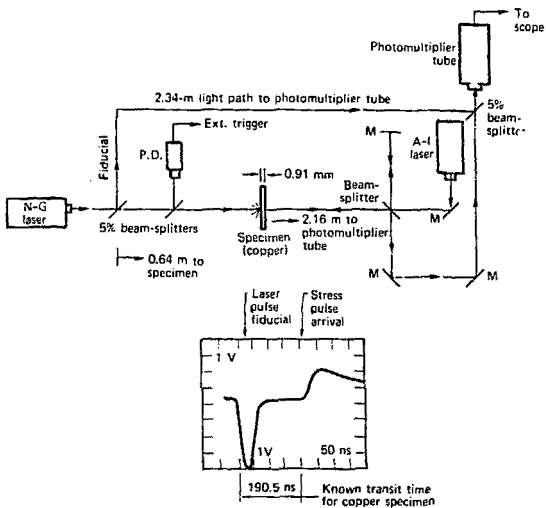 To
scope
Photomultiplier
tube
2.34-m light path to photomultiplier tube
5%
beam-
splitter
Ext. trigger
Fiducial
P.D.
M
A-I
laser
0.91 mm
Beam-
splitter
N-G
laser
M
5% beam-splitters
Specimen
(copper)
2.16 m to
photomultiplier
tube
0.64 m to
specimen
M
M
Laser
pulse
fiducial
Stress
pulse
arrival
1 V
1V
50 ns
190.5 ns
Known transit time
for copper specimen